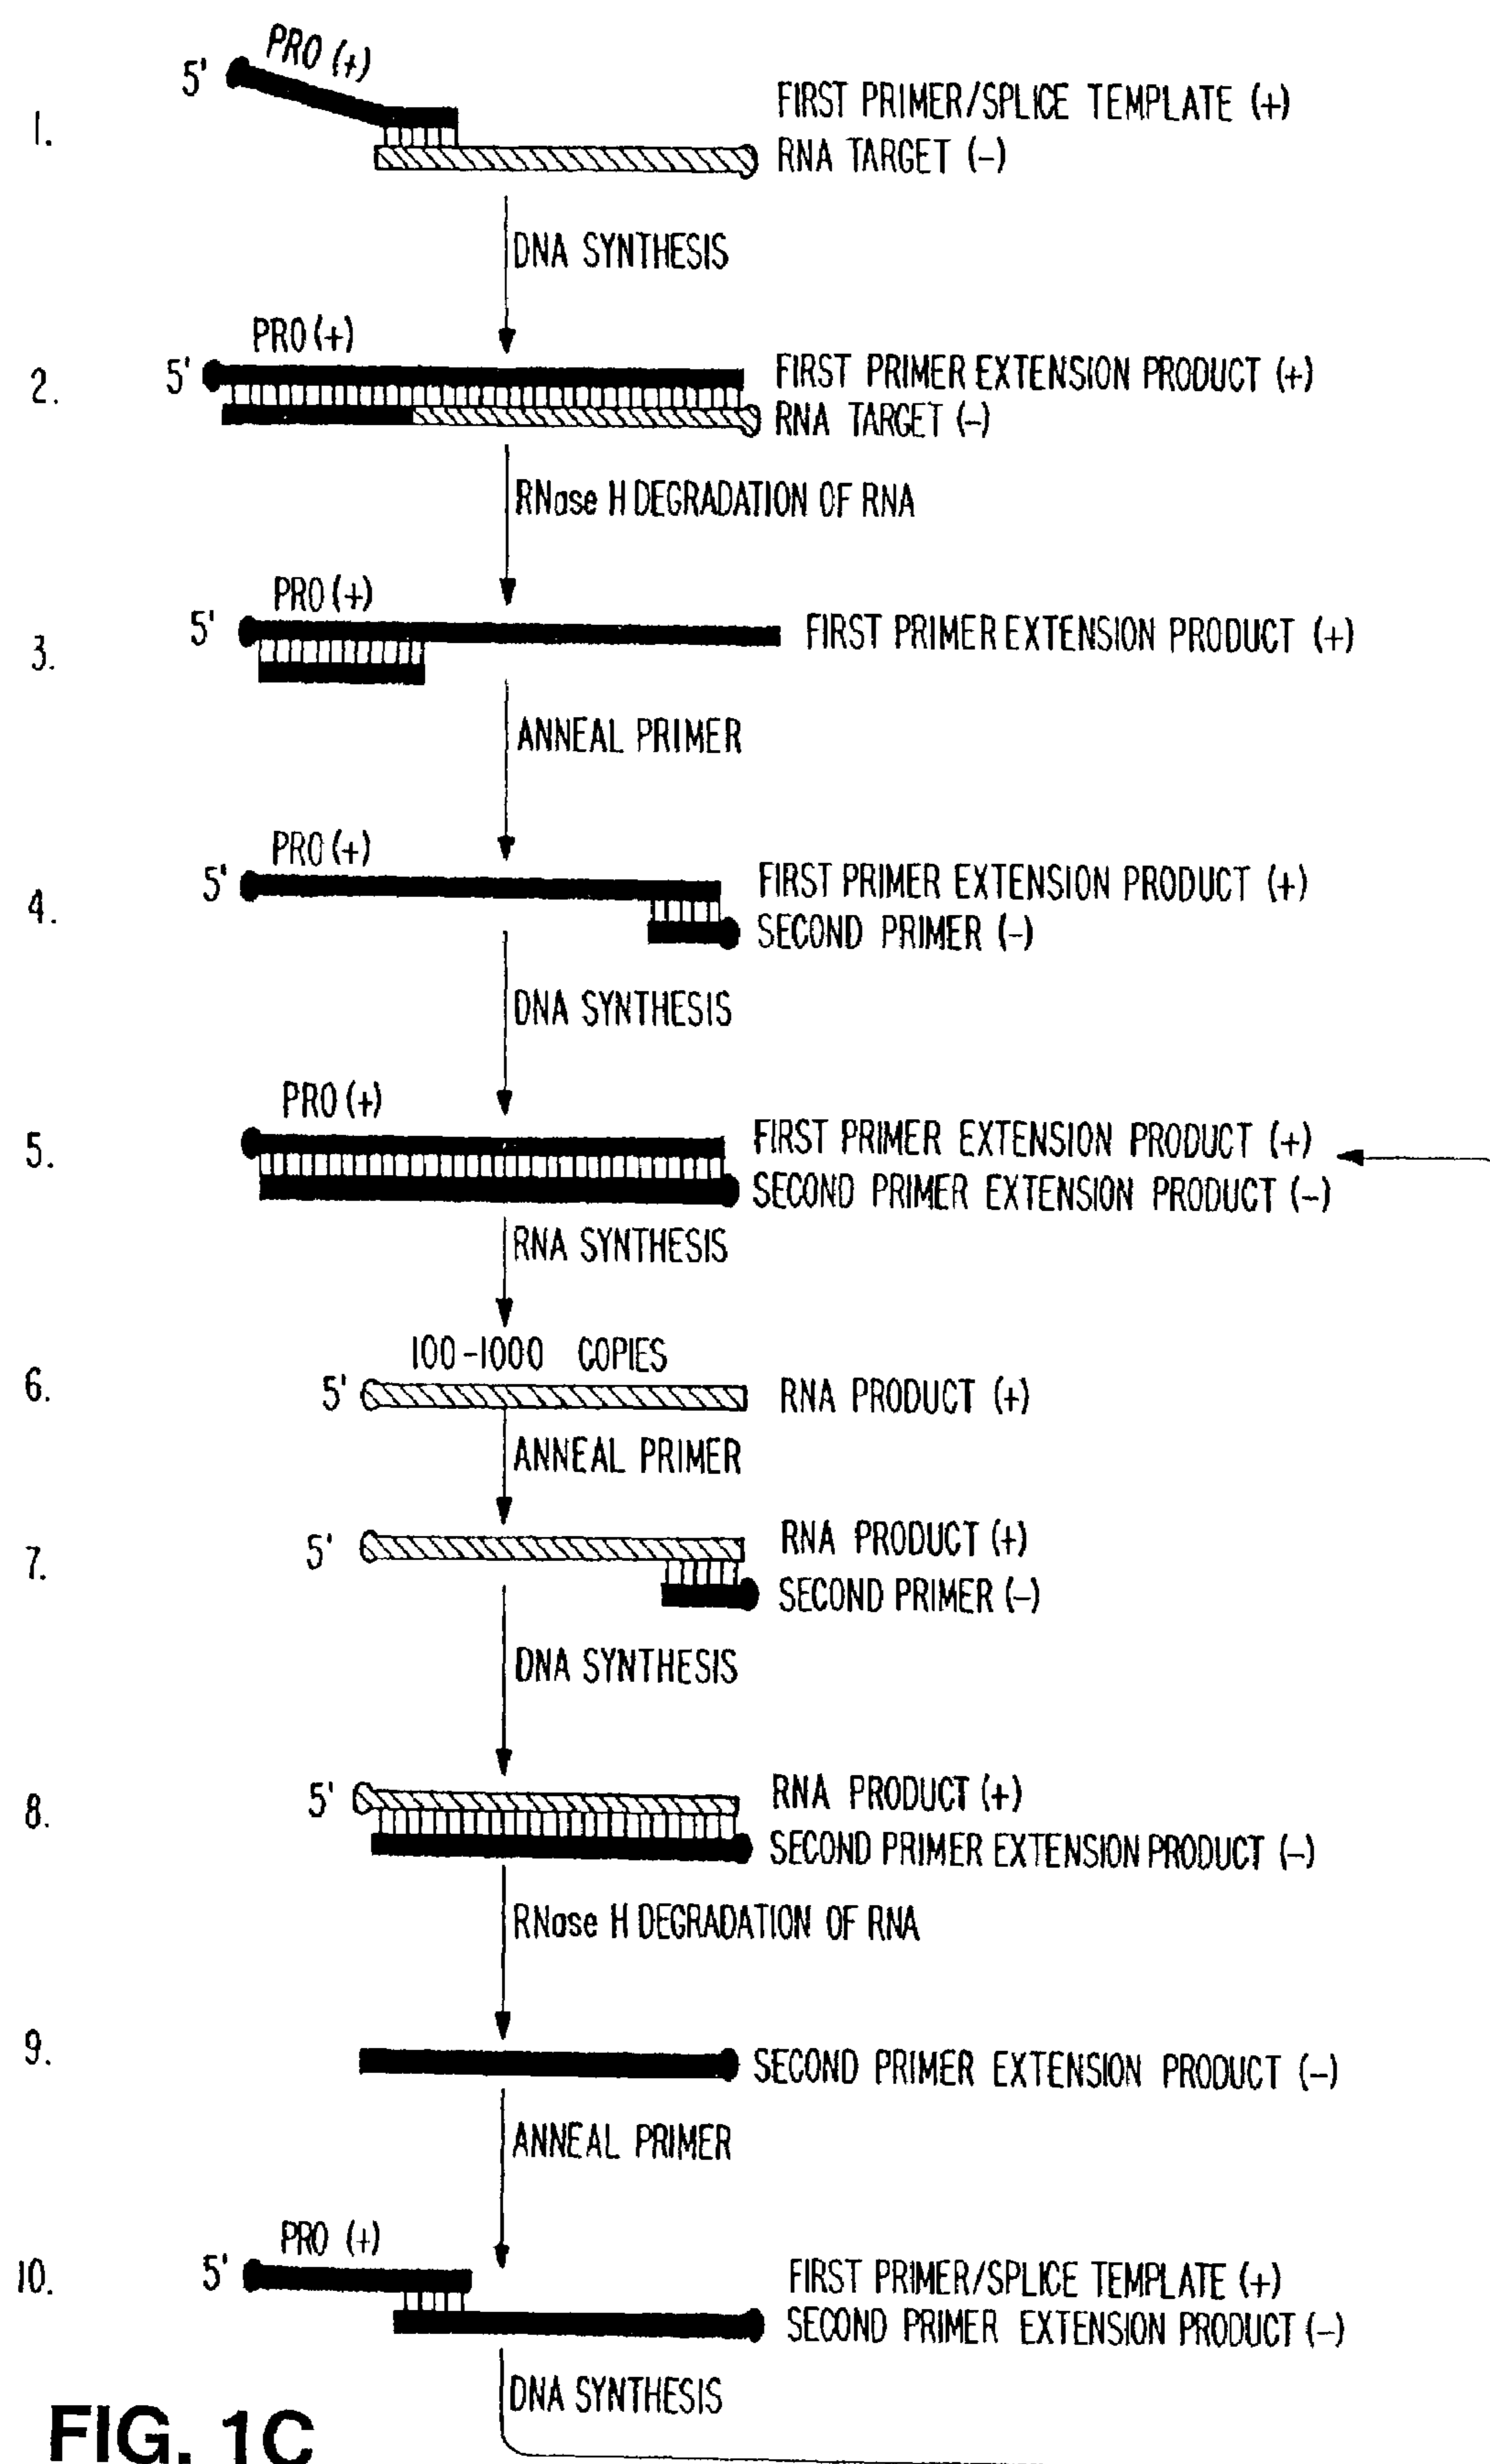 PRO (+)
5'
1.
FIRST PRIMER/SPLICE TEMPLATE (+)
RNA TARGET (-)
DNA SYNTHESIS
PRO (+)
2.
5'
FIRST PRIMER EXTENSION PRODUCT (+)
RNA TARGET (-)
RNase H DEGRADATION OF RNA
PRO (+)
3.
5'
FIRST PRIMER EXTENSION PRODUCT (+)
ANNEAL PRIMER
PRO (+)
4.
5'
FIRST PRIMER EXTENSION PRODUCT (+)
SECOND PRIMER (-)
DNA SYNTHESIS
PRO (+)
5.
FIRST PRIMER EXTENSION PRODUCT (+)
SECOND PRIMER EXTENSION PRODUCT (-)
RNA SYNTHESIS
100-1000 COPIES
6.
5'
RNA PRODUCT (+)
ANNEAL PRIMER
7.
5'
RNA PRODUCT (+)
SECOND PRIMER (-)
DNA SYNTHESIS
8.
5'
RNA PRODUCT (+)
SECOND PRIMER EXTENSION PRODUCT (-)
RNase H DEGRADATION OF RNA
9.
SECOND PRIMER EXTENSION PRODUCT (-)
ANNEAL PRIMER
PRO (+)
10.
5'
FIRST PRIMER/SPLICE TEMPLATE (+)
SECOND PRIMER EXTENSION PRODUCT (-)
DNA SYNTHESIS
FIG. 1C